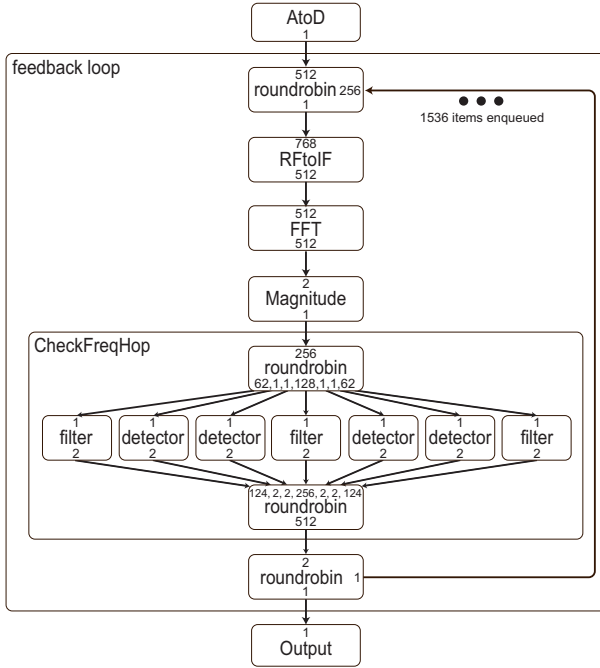 AtoD
1
feedback loop
512
roundrobin 256
1
1536 items enqueued
768
RFtoIF
512
512
FFT
512
2
Magnitude
1
CheckFreqHop
256
roundrobin
62,1,1,128,1,1,62
1 1 1 1 1 1 1
filter detector detector filter detector detector filter
2 2 2 2 2 2 2
124, 2, 2, 256, 2, 2, 124
roundrobin
512
2
roundrobin 1
1
1
Output